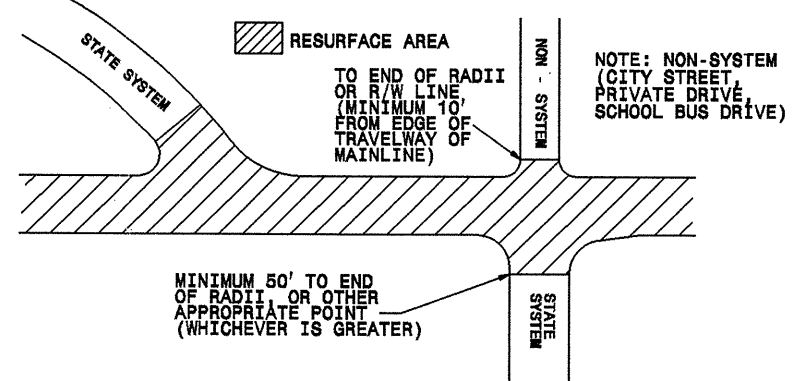 STATE SYSTEM
RESURFACE AREA
TO END OF RADII
OR R/W LINE
(MINIMUM 10'
FROM EDGE OF
TRAVELWAY OF
MAINLINE)
NON - SYSTEM
NOTE: NON-SYSTEM
(CITY STREET,
PRIVATE DRIVE,
SCHOOL BUS DRIVE)
MINIMUM 50' TO END
OF RADII, OR OTHER
APPROPRIATE POINT
(WHICHEVER IS GREATER)
STATE
SYSTEM